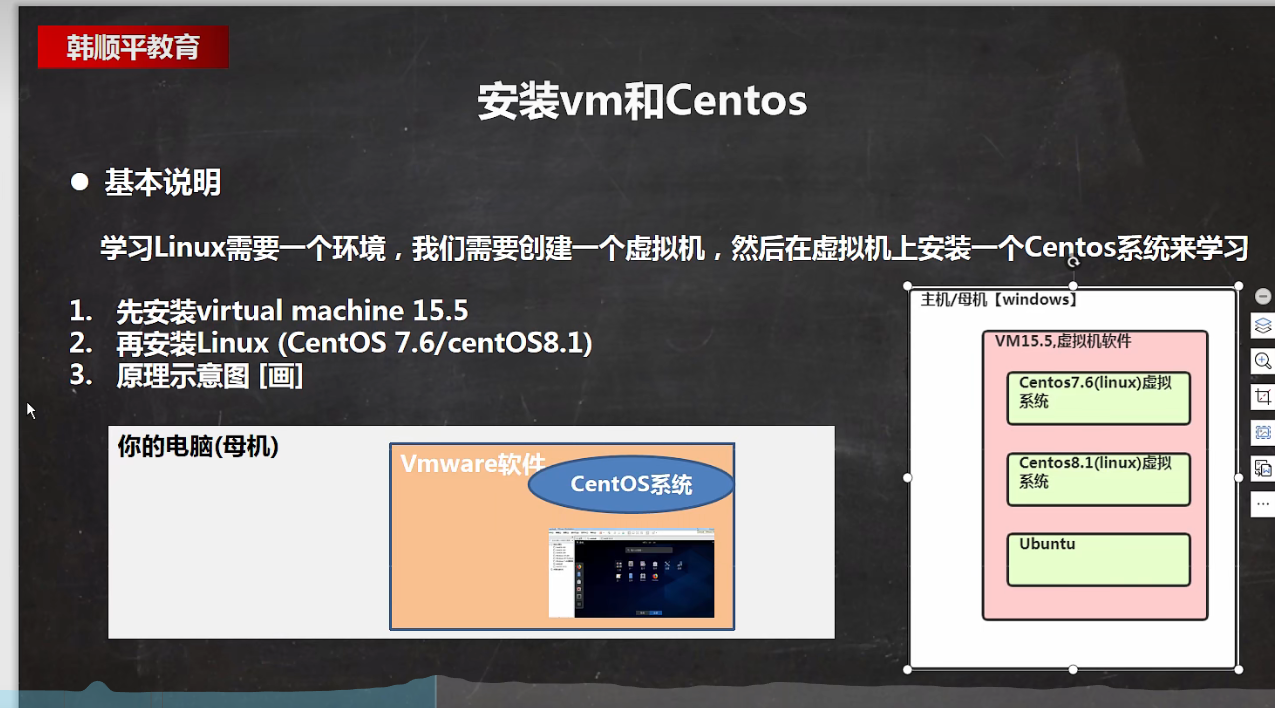 韩顺平教育
安装vm和Centos
● 基本说明
学习Linux需要一个环境，我们需要创建一个虚拟机，然后在虚拟机上安装一个Centos系统来学习
1. 先安装virtual machine 15.5
2. 再安装Linux (CentOS 7.6/centOS8.1)
3. 原理示意图 [画]
你的电脑(母机)
Vmware软件
CentOS系统
主机/母机【windows】
VM15.5,虚拟机软件
Centos7.6(linux)虚拟
系统
Centos8.1(linux)虚拟
系统
Ubuntu